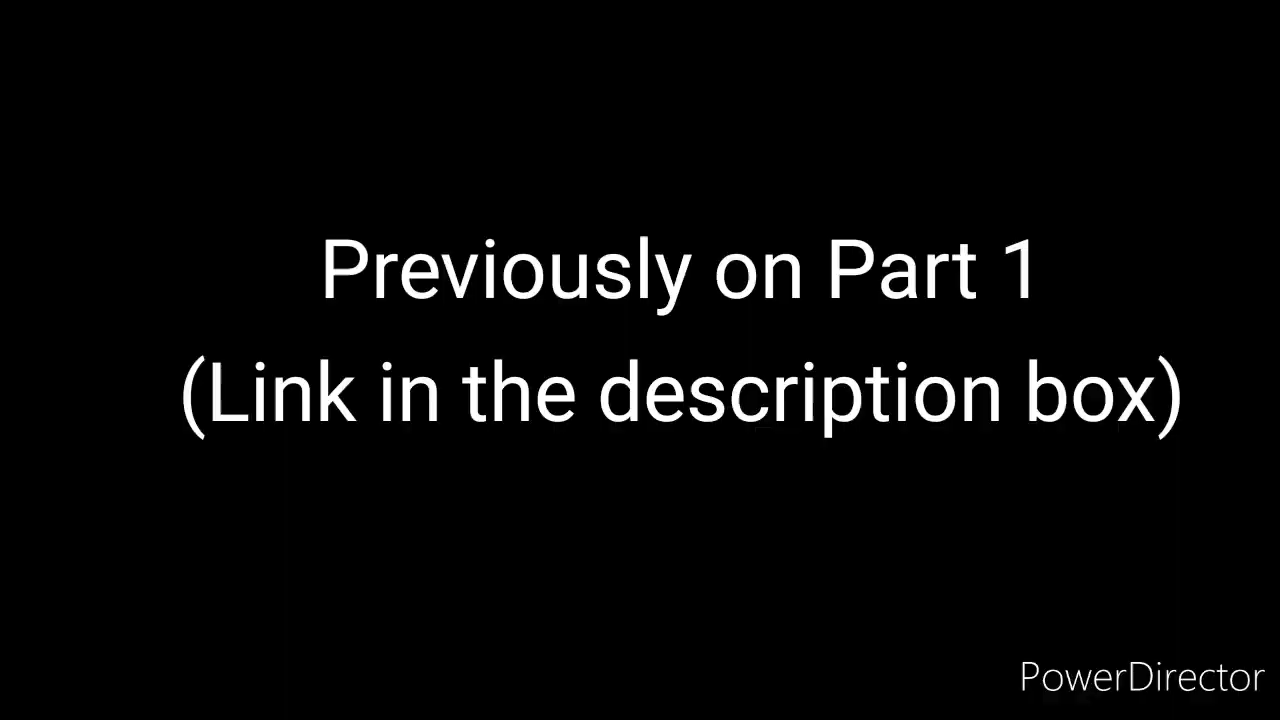 Previously on Part 1
(Link in the description box)
PowerDirector